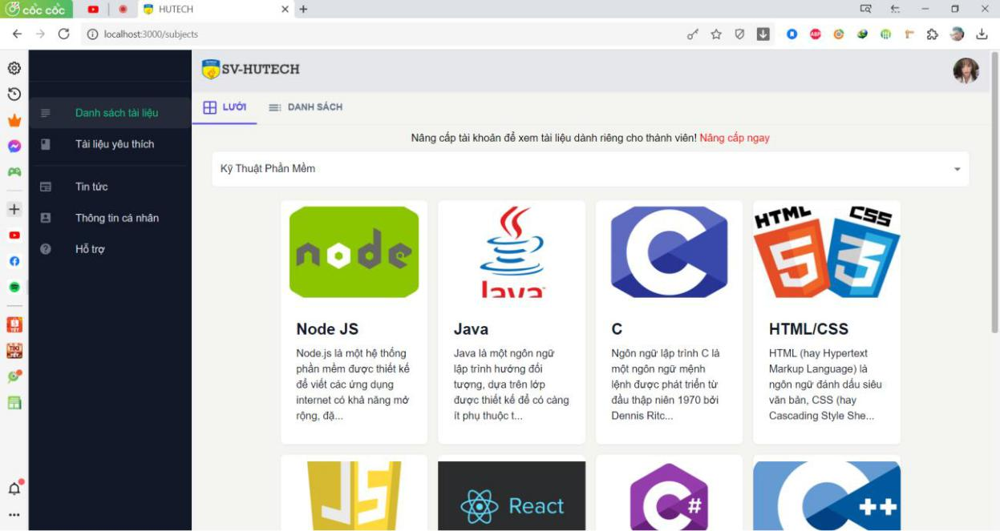 cốc cốc
HUTECH
localhost:3000/subjects
ABP
SV-HUTECH
Danh sách tài liệu
Tài liệu yêu thích
Tin tức
Thông tin cá nhân
Hỗ trợ
LƯỚI
DANH SÁCH
Nâng cấp tài khoản để xem tài liệu dành riêng cho thành viên! Nâng cấp ngay
Kỹ Thuật Phần Mềm
node
Java
C
HTML CSS
5 3
Node JS
Node.js là một hệ thống
phần mềm được thiết kế
để viết các ứng dụng
internet có khả năng mở
rộng, đặ...
Java
Java là một ngôn ngữ
lập trình hướng đối
tượng, dựa trên lớp
được thiết kế để có càng
ít phụ thuộc t...
C
Ngôn ngữ lập trình C là
một ngôn ngữ mệnh
lệnh được phát triển từ
đầu thập niên 1970 bởi
Dennis Ritc...
HTML/CSS
HTML (hay Hypertext
Markup Language) là
ngôn ngữ đánh dấu siêu
văn bản, CSS (hay
Cascading Style She...
JS
React
C#
C++
TIKI
TẾT